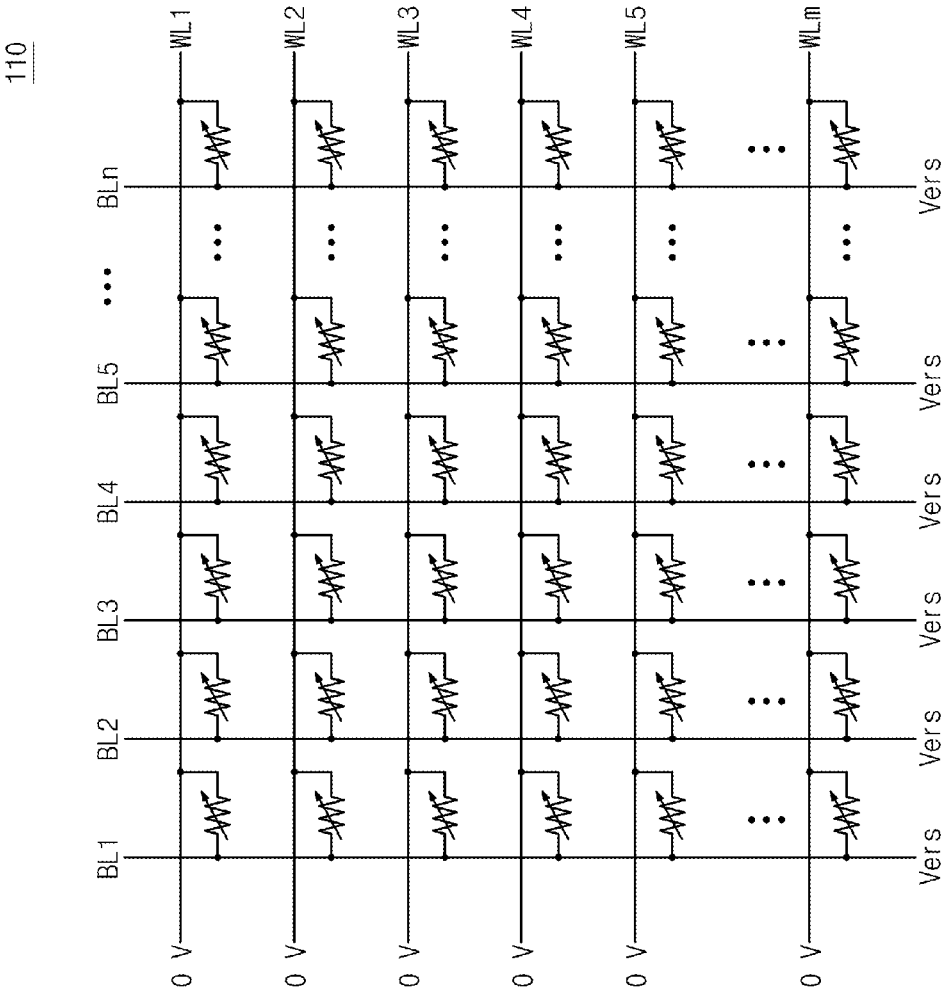 110
BL1 BL2 BL3 BL4 BL5 ••• BLn
0 V WL1
0 V WL2
0 V WL3
0 V WL4
0 V WL5
0 V WLm
Vers Vers Vers Vers Vers Vers